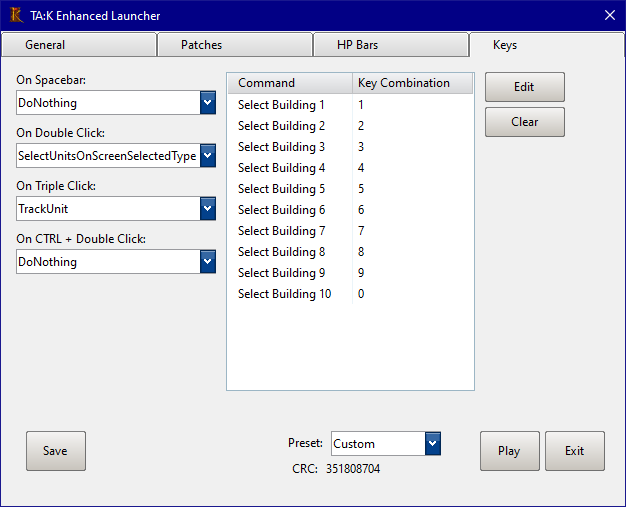 TA:K Enhanced Launcher
General
Patches
HP Bars
Keys
On Spacebar:
DoNothing
On Double Click:
SelectUnitsOnScreenSelectedType
On Triple Click:
TrackUnit
On CTRL + Double Click:
DoNothing
Command Key Combination
Select Building 1 1
Select Building 2 2
Select Building 3 3
Select Building 4 4
Select Building 5 5
Select Building 6 6
Select Building 7 7
Select Building 8 8
Select Building 9 9
Select Building 10 0
Edit
Clear
Save
Preset: Custom
CRC: 351808704
Play
Exit